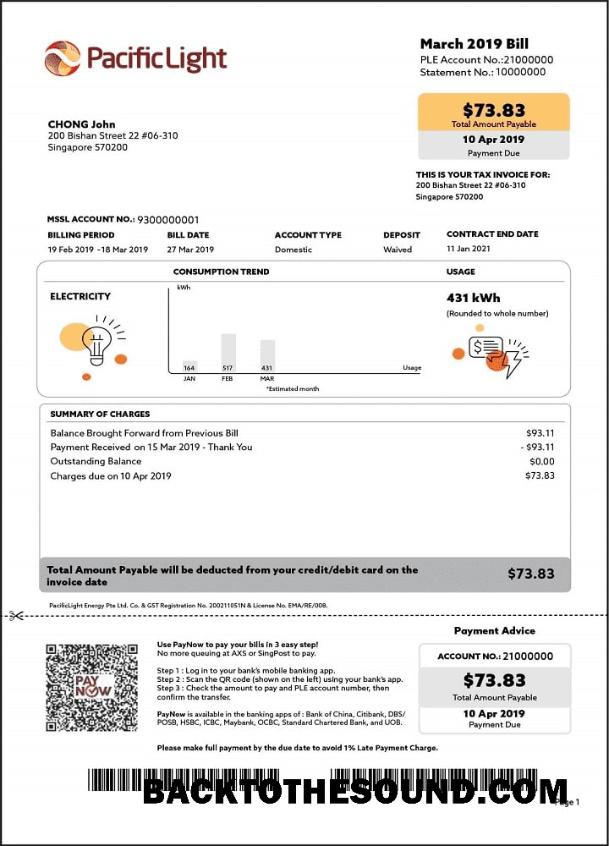 PacificLight
March 2019 Bill
PLE Account No.:21000000
Statement No.: 10000000
$73.83
Total Amount Payable
10 Apr 2019
Payment Due
CHONG John
200 Bishan Street 22 #06-310
Singapore 570200
THIS IS YOUR TAX INVOICE FOR:
200 Bishan Street 22 #06-310
Singapore 570200
MSSL ACCOUNT NO.: 9300000001
BILLING PERIOD BILL DATE ACCOUNT TYPE DEPOSIT CONTRACT END DATE
19 Feb 2019 -18 Mar 2019 27 Mar 2019 Domestic Waived 11 Jan 2021
CONSUMPTION TREND
USAGE
kWh
ELECTRICITY
431 kWh
(Rounded to whole number)
164 517 431 Usage
JAN FEB MAR
*Estimated month
SUMMARY OF CHARGES
Balance Brought Forward from Previous Bill $93.11
Payment Received on 15 Mar 2019 - Thank You - $93.11
Outstanding Balance $0.00
Charges due on 10 Apr 2019 $73.83
Total Amount Payable will be deducted from your credit/debit card on the
invoice date
$73.83
PacificLight Energy Pte Ltd. Co. & GST Registration No. 200211051N & License No. EMA/RE/008.
Payment Advice
PAY
NOW
Use PayNow to pay your bills in 3 easy step!
No more queuing at AXS or SingPost to pay.
Step 1 : Log in to your bank's mobile banking app.
Step 2 : Scan the QR code (shown on the left) using your bank's app.
Step 3 : Check the amount to pay and PLE account number, then
confirm the transfer.
PayNow is available in the banking apps of : Bank of China, Citibank, DBS/
POSB, HSBC, ICBC, Maybank, OCBC, Standard Chartered Bank, and UOB.
ACCOUNT NO.: 21000000
$73.83
Total Amount Payable
10 Apr 2019
Payment Due
Please make full payment by the due date to avoid 1% Late Payment Charge.
BACKTOTHESOUND.COM
Page 1